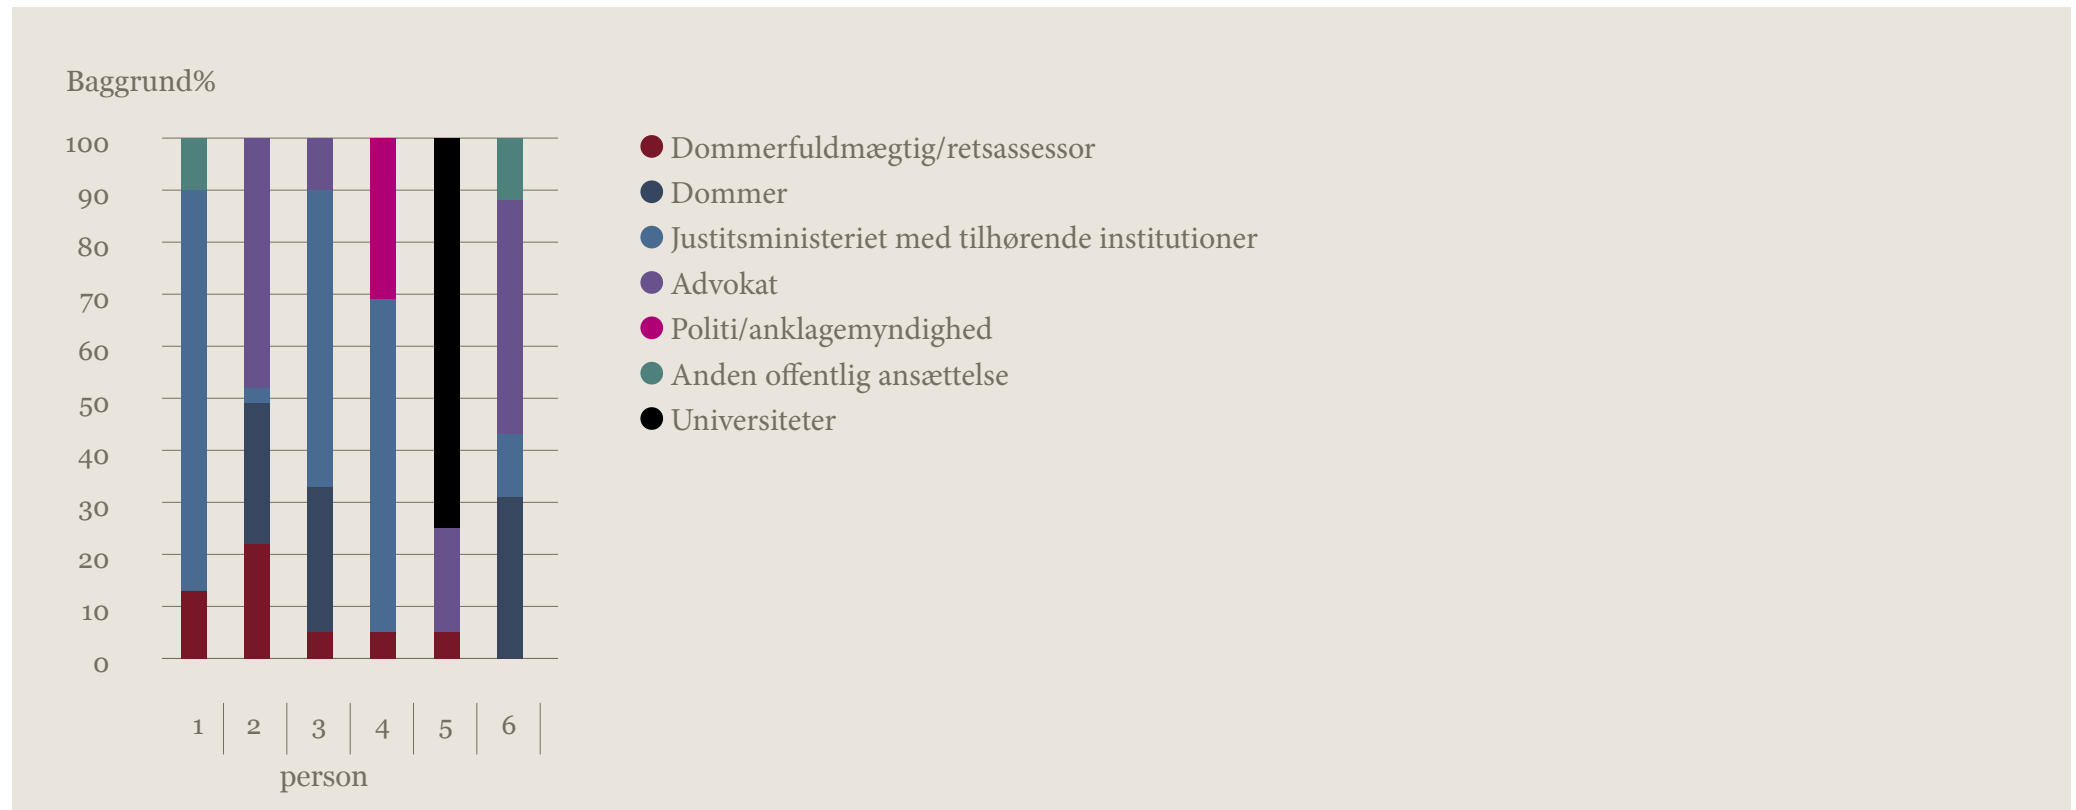 Baggrund%
100
90
80
70
60
50
40
30
20
10
0
1 2 3 4 5 6
person
Dommerfuldmægtig/retsassessor
Dommer
Justitsministeriet med tilhørende institutioner
Advokat
Politi/anklagemyndighed
Anden offentlig ansættelse
Universiteter